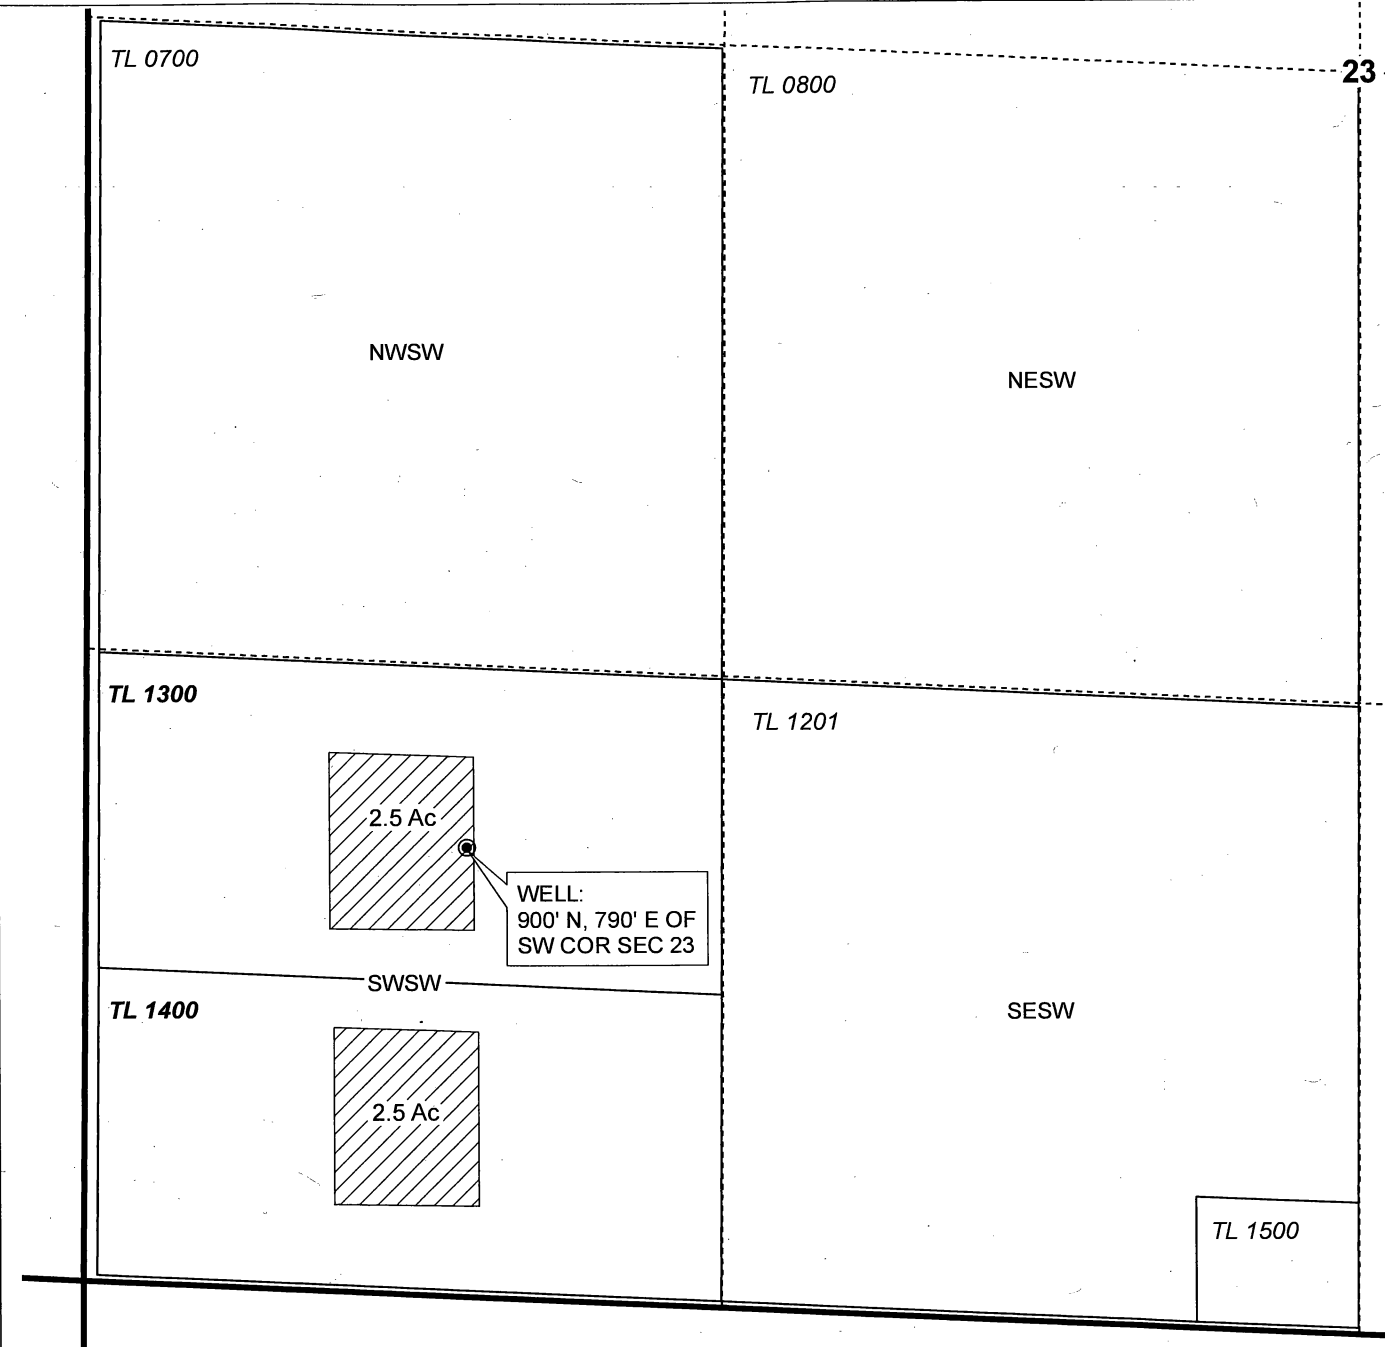 TL 0700
TL 0800
23
NWSW
NESW
TL 1300
TL 1201
2.5 Ac
WELL:
900' N, 790' E OF
SW COR SEC 23
SWSW
TL 1400
SESW
2.5 Ac
TL 1500